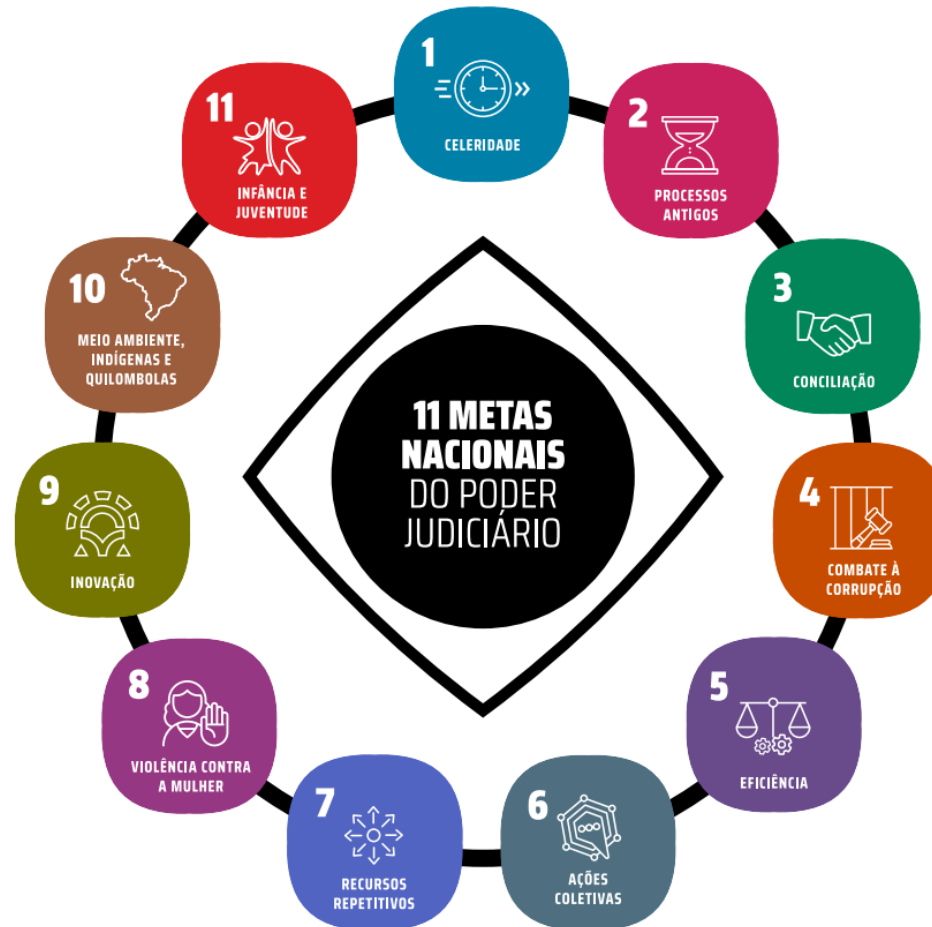 11 METAS
NACIONAIS
DO PODER
JUDICIÁRIO
1
CELERIDADE
2
PROCESSOS
ANTIGOS
3
CONCILIAÇÃO
4
COMBATE À
CORRUPÇÃO
5
EFICIÊNCIA
6
AÇÕES
COLETIVAS
7
RECURSOS
REPETITIVOS
8
VIOLÊNCIA CONTRA
A MULHER
9
INOVAÇÃO
10
MEIO AMBIENTE,
INDÍGENAS E
QUILOMBOLAS
11
INFÂNCIA E
JUVENTUDE